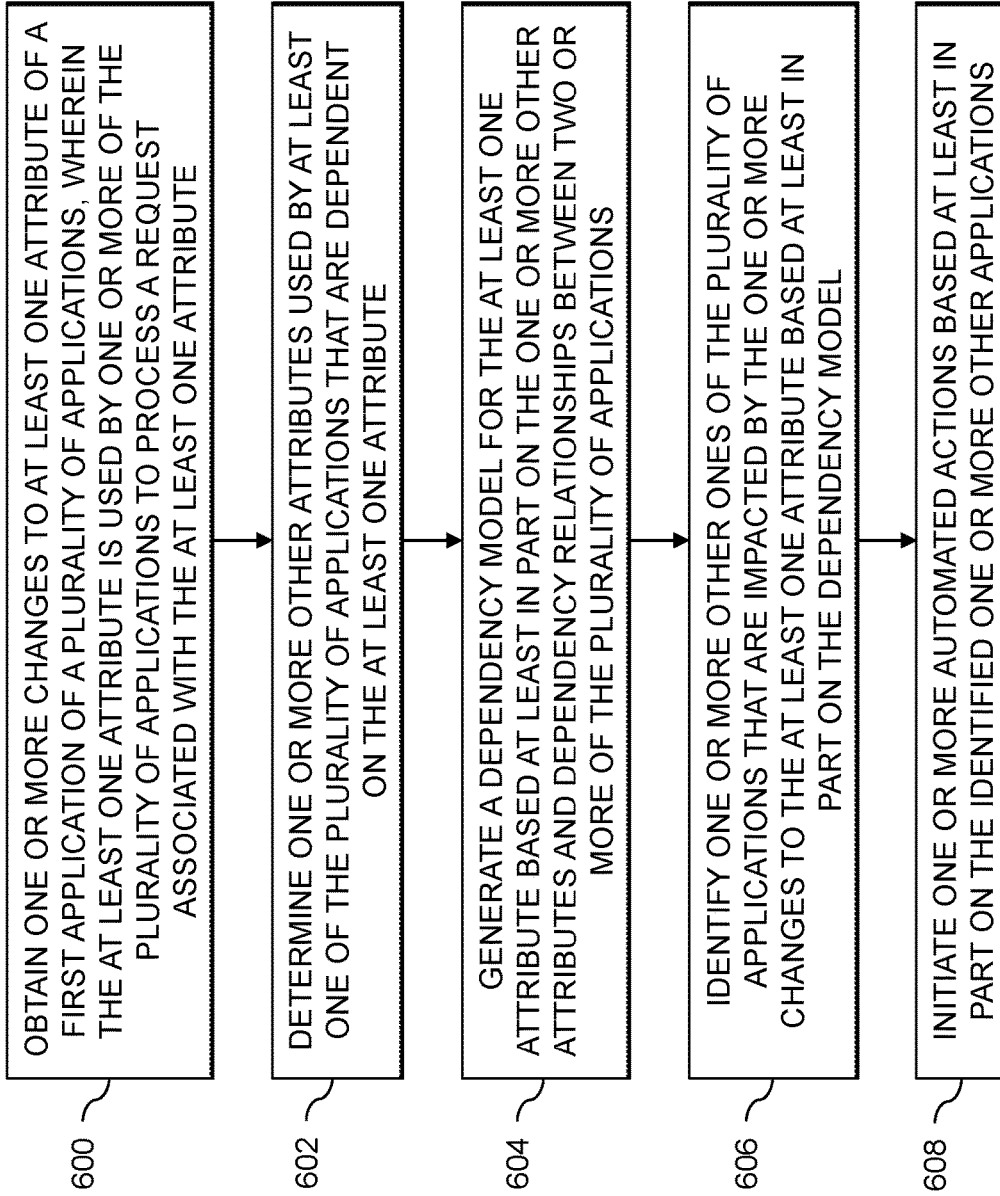 600
OBTAIN ONE OR MORE CHANGES TO AT LEAST ONE ATTRIBUTE OF A
FIRST APPLICATION OF A PLURALITY OF APPLICATIONS, WHEREIN
THE AT LEAST ONE ATTRIBUTE IS USED BY ONE OR MORE OF THE
PLURALITY OF APPLICATIONS TO PROCESS A REQUEST
ASSOCIATED WITH THE AT LEAST ONE ATTRIBUTE
602
DETERMINE ONE OR MORE OTHER ATTRIBUTES USED BY AT LEAST
ONE OF THE PLURALITY OF APPLICATIONS THAT ARE DEPENDENT
ON THE AT LEAST ONE ATTRIBUTE
604
GENERATE A DEPENDENCY MODEL FOR THE AT LEAST ONE
ATTRIBUTE BASED AT LEAST IN PART ON THE ONE OR MORE OTHER
ATTRIBUTES AND DEPENDENCY RELATIONSHIPS BETWEEN TWO OR
MORE OF THE PLURALITY OF APPLICATIONS
606
IDENTIFY ONE OR MORE OTHER ONES OF THE PLURALITY OF
APPLICATIONS THAT ARE IMPACTED BY THE ONE OR MORE
CHANGES TO THE AT LEAST ONE ATTRIBUTE BASED AT LEAST IN
PART ON THE DEPENDENCY MODEL
608
INITIATE ONE OR MORE AUTOMATED ACTIONS BASED AT LEAST IN
PART ON THE IDENTIFIED ONE OR MORE OTHER APPLICATIONS